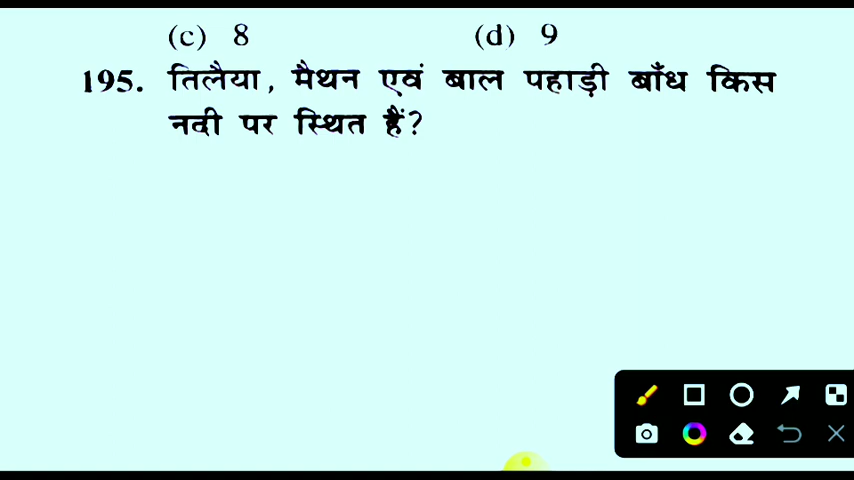 (c) 8 (d) 9
195. तिलैया, मैथन एवं बाल पहाड़ी बाँध किस
नदी पर स्थित हैं?